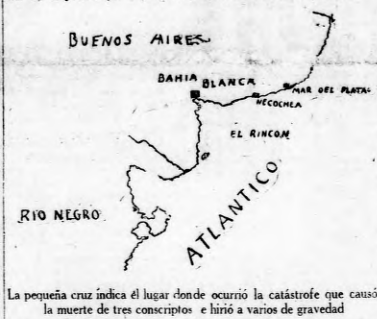 BUENOS AIRES
BAHIA BLANCA
MAR DEL PLATA
NECOCHEA
EL RINCON
RIO NEGRO
ATLANTICO
La pequeña cruz indica él lugar donde ocurrió la catástrofe que causó
la muerte de tres conscriptos e hirió a varios de gravedad